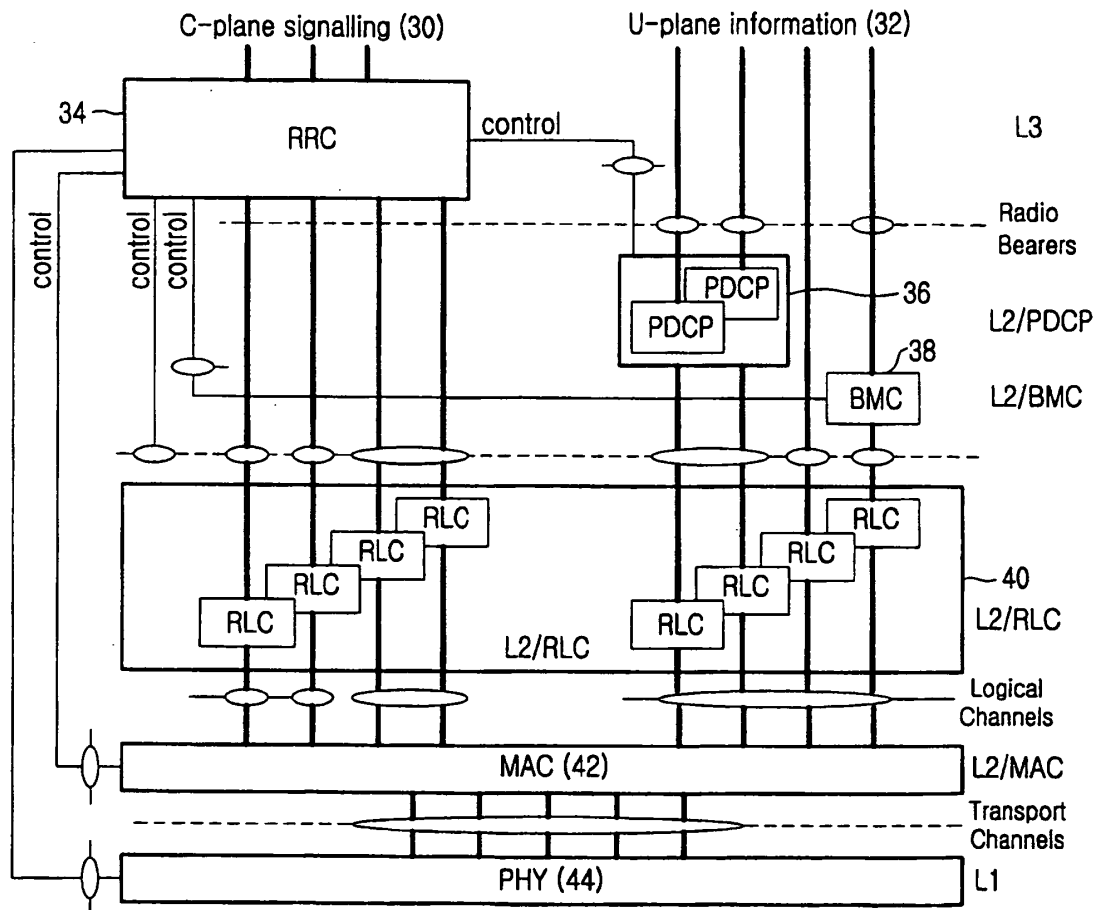 C-plane signalling (30)
U-plane information (32)
34
RRC
control
L3
control
control
control
Radio
Bearers
PDCP
PDCP
36
L2/PDCP
38
BMC
L2/BMC
RLC
RLC
RLC
RLC
RLC
RLC
RLC
RLC
40
L2/RLC
L2/RLC
Logical
Channels
MAC (42)
L2/MAC
Transport
Channels
PHY (44)
L1